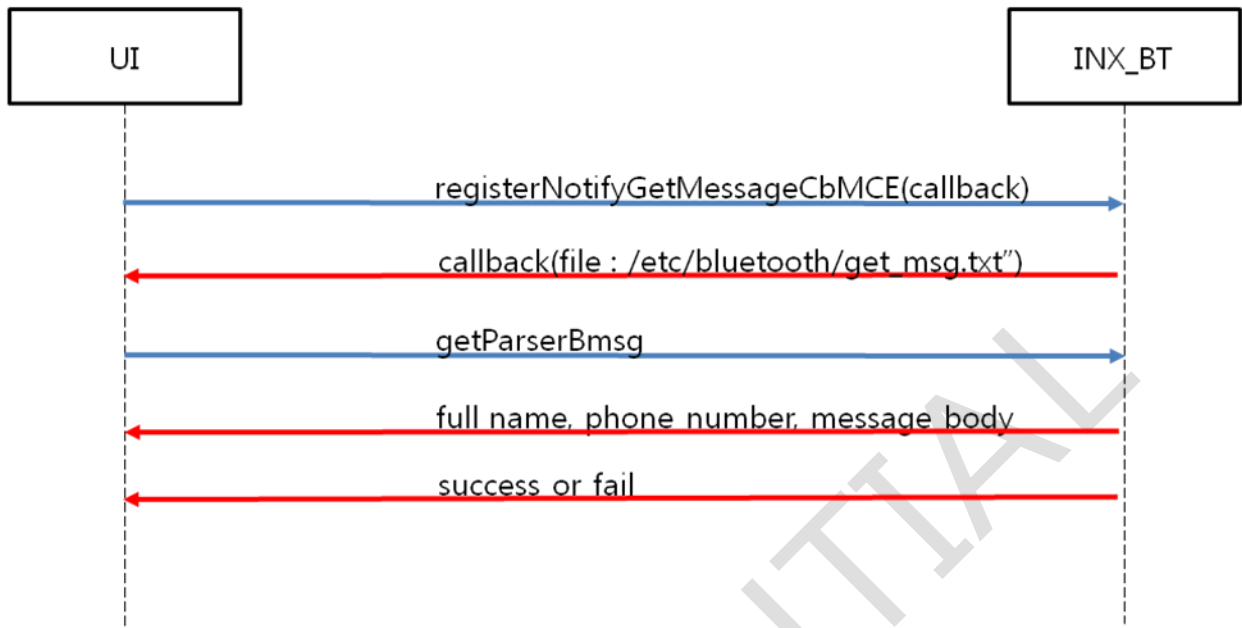 UI
INX_BT
registerNotifyGetMessageCbMCE(callback)
callback(file : /etc/bluetooth/get_msg.txt”)
getParserBmsg
full name, phone number, message body
success or fail